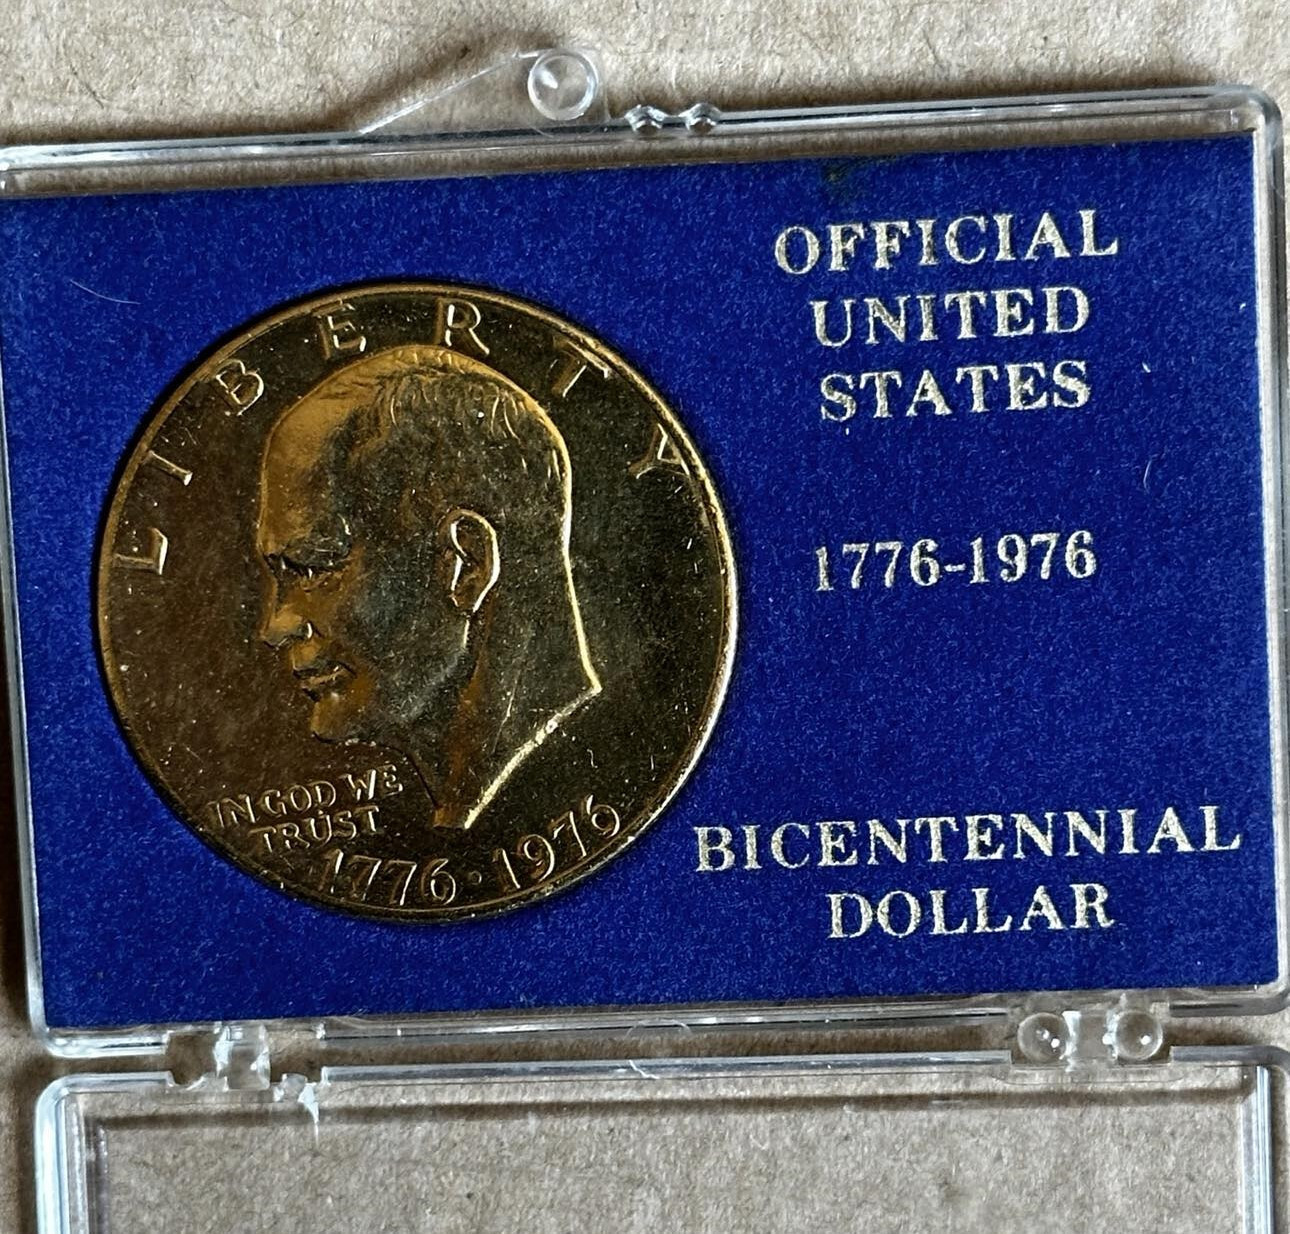 LIBERTY
IN GOD WE
TRUST
1776·1976
OFFICIAL
UNITED
STATES
1776-1976
BICENTENNIAL
DOLLAR